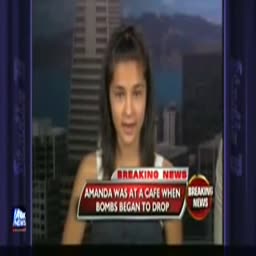 BREAKING NEWS
AMANDA WAS AT A CAFE WHEN
BOMBS BEGAN TO DROP
BREAKING
NEWS
FOX
NEWS